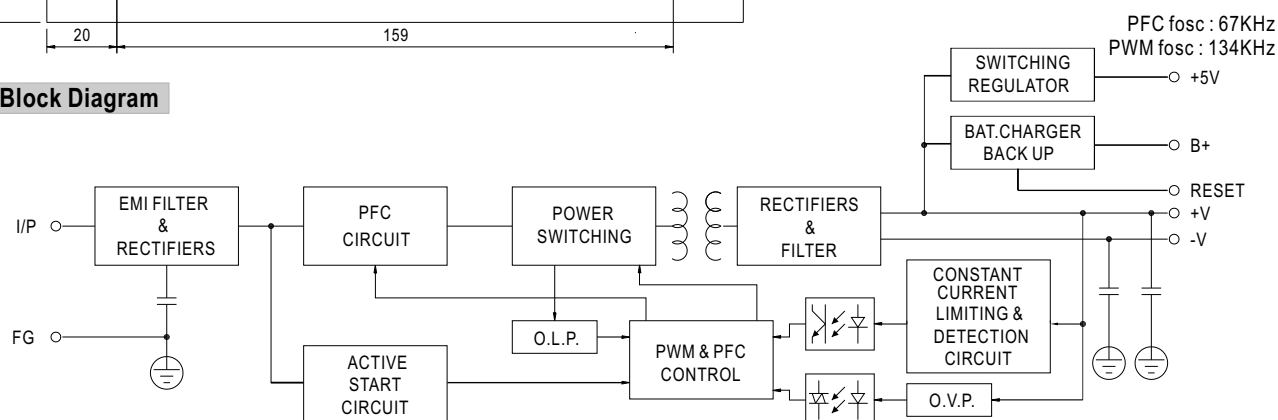 20
159
PFC fosc : 67KHz
PWM fosc : 134KHz
Block Diagram
SWITCHING
REGULATOR
+5V
BAT.CHARGER
BACK UP
B+
RESET
+V
-V
I/P
EMI FILTER
&
RECTIFIERS
PFC
CIRCUIT
POWER
SWITCHING
RECTIFIERS
&
FILTER
FG
O.L.P.
PWM & PFC
CONTROL
CONSTANT
CURRENT
LIMITING &
DETECTION
CIRCUIT
ACTIVE
START
CIRCUIT
O.V.P.